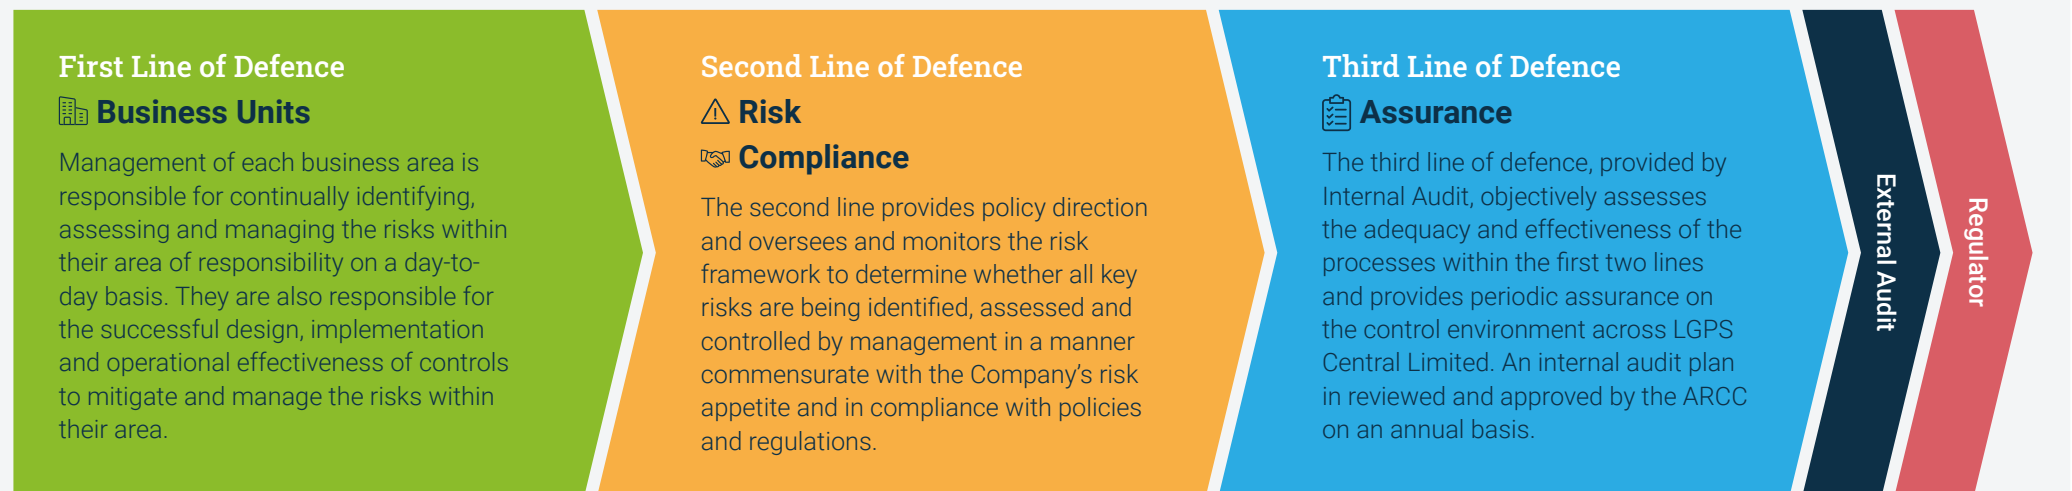 First Line of Defence
Business Units
Management of each business area is
responsible for continually identifying,
assessing and managing the risks within
their area of responsibility on a day-to-
day basis. They are also responsible for
the successful design, implementation
and operational effectiveness of controls
to mitigate and manage the risks within
their area.
Second Line of Defence
Risk
Compliance
The second line provides policy direction
and oversees and monitors the risk
framework to determine whether all key
risks are being identified, assessed and
controlled by management in a manner
commensurate with the Company’s risk
appetite and in compliance with policies
and regulations.
Third Line of Defence
Assurance
The third line of defence, provided by
Internal Audit, objectively assesses
the adequacy and effectiveness of the
processes within the first two lines
and provides periodic assurance on
the control environment across LGPS
Central Limited. An internal audit plan
in reviewed and approved by the ARCC
on an annual basis.
External Audit
Regulator